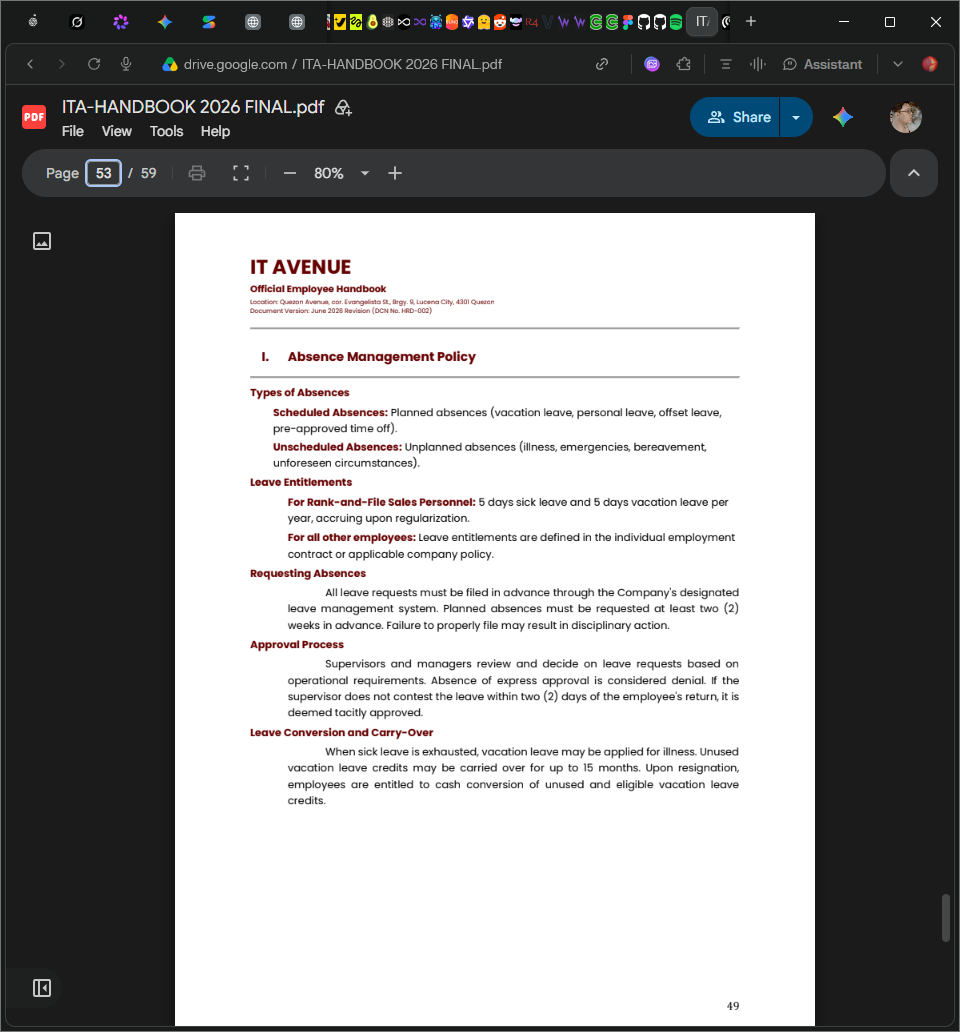 drive.google.com / ITA-HANDBOOK 2026 FINAL.pdf
Assistant
PDF
ITA-HANDBOOK 2026 FINAL.pdf
File View Tools Help
Share
Page 53 / 59
80%
IT AVENUE
Official Employee Handbook
Location: Quezon Avenue, cor. Evangelista St., Brgy. 9, Lucena City, 4301 Quezon
Document Version: June 2026 Revision (DCN No. HRD-002)
I. Absence Management Policy
Types of Absences
Scheduled Absences: Planned absences (vacation leave, personal leave, offset leave,
pre-approved time off).
Unscheduled Absences: Unplanned absences (illness, emergencies, bereavement,
unforeseen circumstances).
Leave Entitlements
For Rank-and-File Sales Personnel: 5 days sick leave and 5 days vacation leave per
year, accruing upon regularization.
For all other employees: Leave entitlements are defined in the individual employment
contract or applicable company policy.
Requesting Absences
All leave requests must be filed in advance through the Company's designated
leave management system. Planned absences must be requested at least two (2)
weeks in advance. Failure to properly file may result in disciplinary action.
Approval Process
Supervisors and managers review and decide on leave requests based on
operational requirements. Absence of express approval is considered denial. If the
supervisor does not contest the leave within two (2) days of the employee's return, it is
deemed tacitly approved.
Leave Conversion and Carry-Over
When sick leave is exhausted, vacation leave may be applied for illness. Unused
vacation leave credits may be carried over for up to 15 months. Upon resignation,
employees are entitled to cash conversion of unused and eligible vacation leave
credits.
49